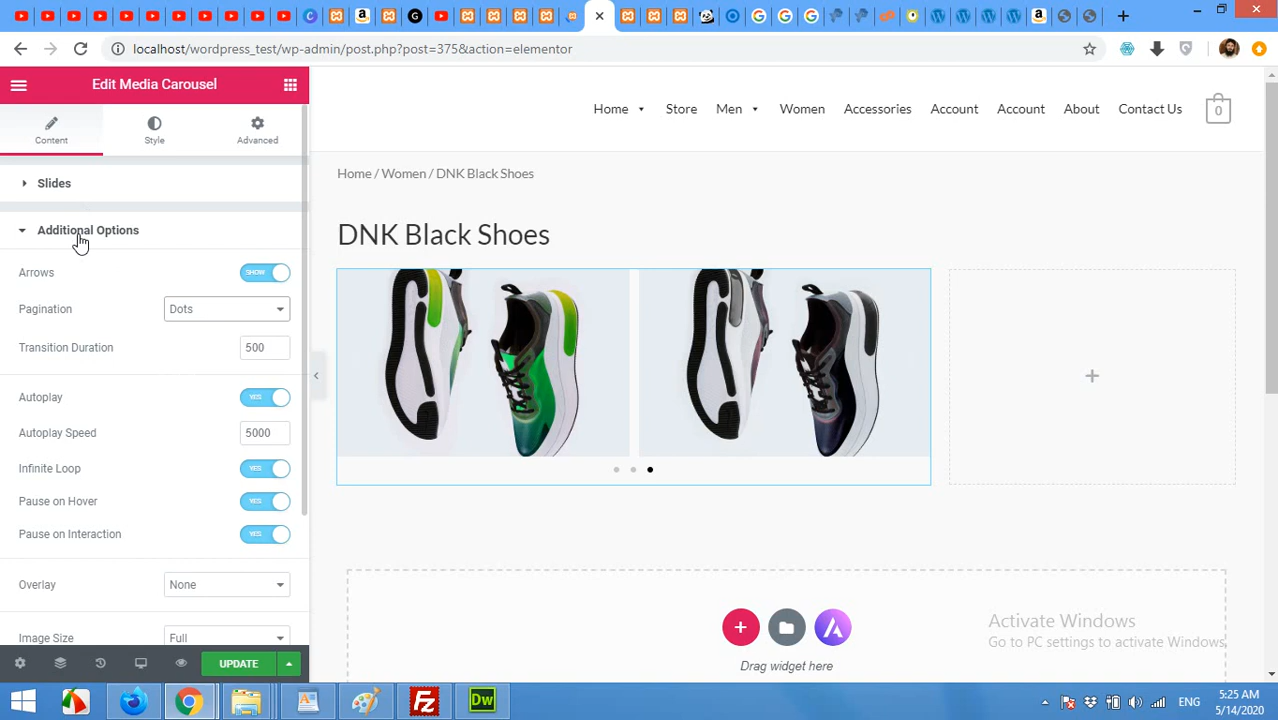 localhost/wordpress_test/wp-admin/post.php?post=375&action=elementor
Edit Media Carousel
Content
Style
Advanced
Slides
Additional Options
Arrows
SHOW
Pagination
Dots
Transition Duration
500
Autoplay
YES
Autoplay Speed
5000
Infinite Loop
YES
Pause on Hover
YES
Pause on Interaction
YES
Overlay
None
Image Size
Full
UPDATE
Home
Store
Men
Women
Accessories
Account
Account
About
Contact Us
0
Home / Women / DNK Black Shoes
DNK Black Shoes
Drag widget here
Activate Windows
Go to PC settings to activate Windows.
Fz
Dw
ENG
5:25 AM
5/14/2020